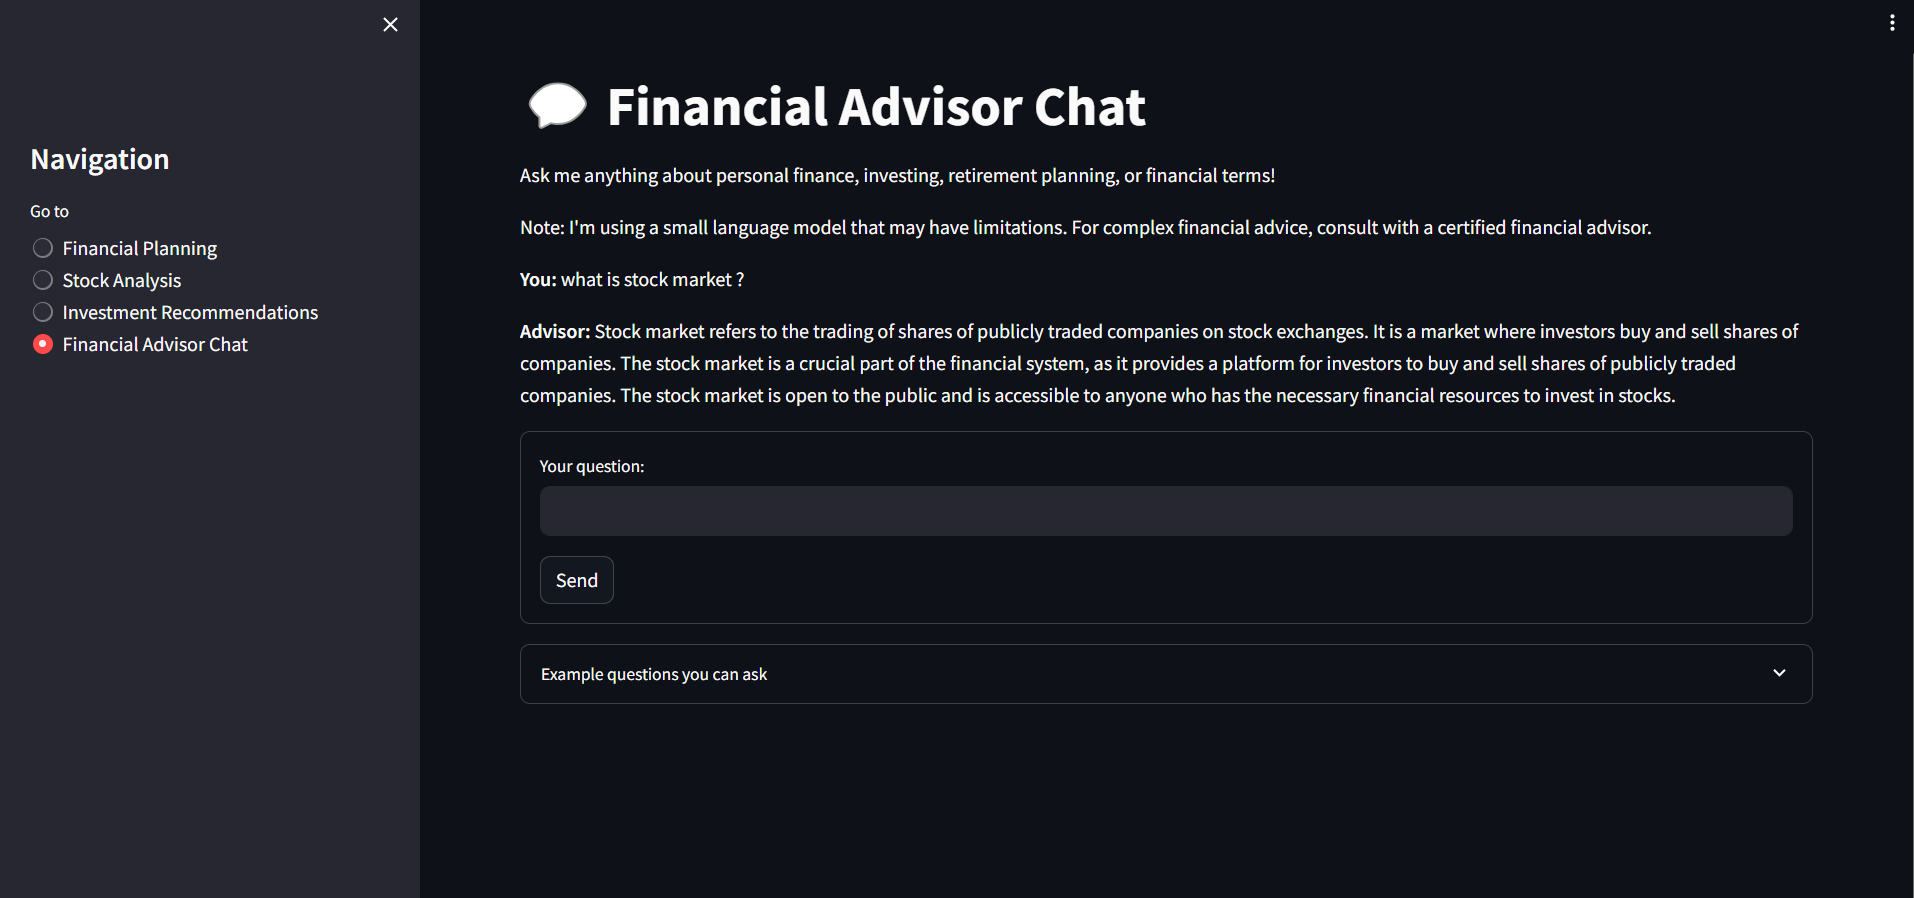 Navigation
Go to
Financial Planning
Stock Analysis
Investment Recommendations
Financial Advisor Chat
Financial Advisor Chat
Ask me anything about personal finance, investing, retirement planning, or financial terms!
Note: I'm using a small language model that may have limitations. For complex financial advice, consult with a certified financial advisor.
You: what is stock market ?
Advisor: Stock market refers to the trading of shares of publicly traded companies on stock exchanges. It is a market where investors buy and sell shares of
companies. The stock market is a crucial part of the financial system, as it provides a platform for investors to buy and sell shares of publicly traded
companies. The stock market is open to the public and is accessible to anyone who has the necessary financial resources to invest in stocks.
Your question:
Send
Example questions you can ask